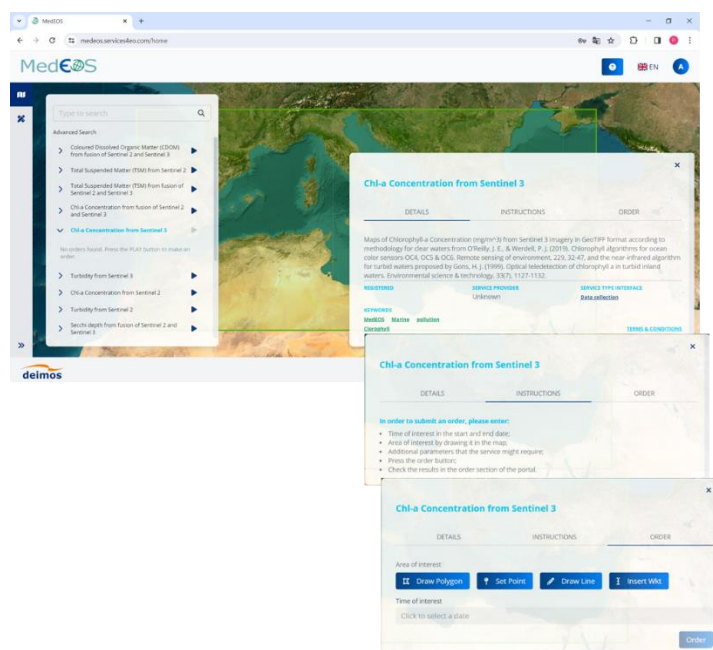 MedEOS
medeos.services4eo.com/home
Med€OS
EN
A
Type to search
Advanced Search
Coloured Dissolved Organic Matter (CDOM)
from fusion of Sentinel 2 and Sentinel 3
Total Suspended Matter (TSM) from Sentinel 2
Total Suspended Matter (TSM) from fusion of
Sentinel 2 and Sentinel 3
Chl-a Concentration from fusion of Sentinel 2
and Sentinel 3
Chl-a Concentration from Sentinel 3
No orders found. Press the PLAY button to make an
order.
Turbidity from Sentinel 3
Chl-a Concentration from Sentinel 2
Turbidity from Sentinel 2
Secchi depth from fusion of Sentinel 2 and
Sentinel 3
deimos
Chl-a Concentration from Sentinel 3
DETAILS INSTRUCTIONS ORDER
Maps of Chlorophyll-a Concentration (mg/m^3) from Sentinel 3 Imagery in GeoTIFF format according to
methodology for clear waters from O'Reilly, J. E., & Werdell, P. J. (2019). Chlorophyll algorithms for ocean
color sensors-OC4, OC5 & OC6. Remote sensing of environment, 229, 32-47, and the near-infrared algorithm
for turbid waters proposed by Gons, H. J. (1999). Optical teledetection of chlorophyll a in turbid inland
waters. Environmental science & technology, 33(7), 1127-1132.
REGISTERED SERVICE PROVIDER SERVICE TYPE INTERFACE
Unknown Data collection
KEYWORDS
MedEOS Marine pollution
Clorophyll
TERMS & CONDITIONS
Chl-a Concentration from Sentinel 3
DETAILS INSTRUCTIONS ORDER
In order to submit an order, please enter:
• Time of interest in the start and end date;
• Area of interest by drawing it in the map;
• Additional parameters that the service might require;
• Press the order button;
• Check the results in the order section of the portal.
Chl-a Concentration from Sentinel 3
DETAILS INSTRUCTIONS ORDER
Area of interest
Draw Polygon Set Point Draw Line Insert Wkt
Time of interest
Click to select a date
Order